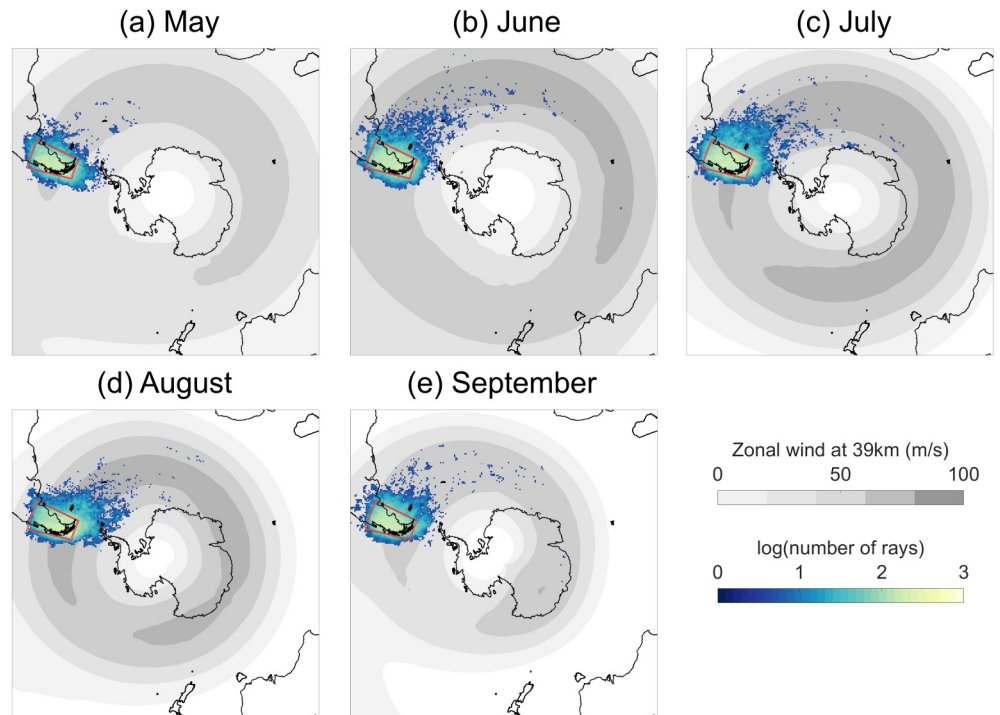 (a) May
(b) June
(c) July
(d) August
(e) September
Zonal wind at 39km (m/s)
0 50 100
log(number of rays)
0 1 2 3